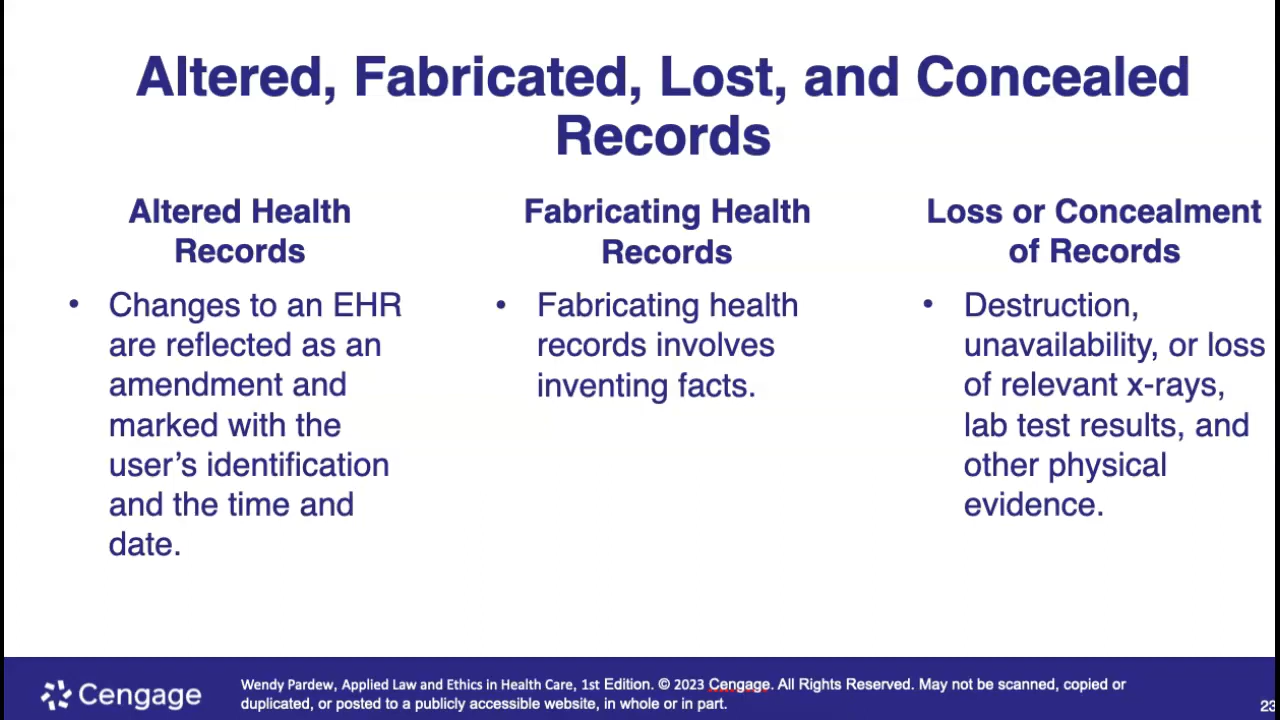 Altered, Fabricated, Lost, and Concealed
Records
Altered Health
Records
• Changes to an EHR
are reflected as an
amendment and
marked with the
user’s identification
and the time and
date.
Fabricating Health
Records
• Fabricating health
records involves
inventing facts.
Loss or Concealment
of Records
• Destruction,
unavailability, or loss
of relevant x-rays,
lab test results, and
other physical
evidence.
Cengage
Wendy Pardew, Applied Law and Ethics in Health Care, 1st Edition. © 2023 Cengage. All Rights Reserved. May not be scanned, copied or
duplicated, or posted to a publicly accessible website, in whole or in part.
23